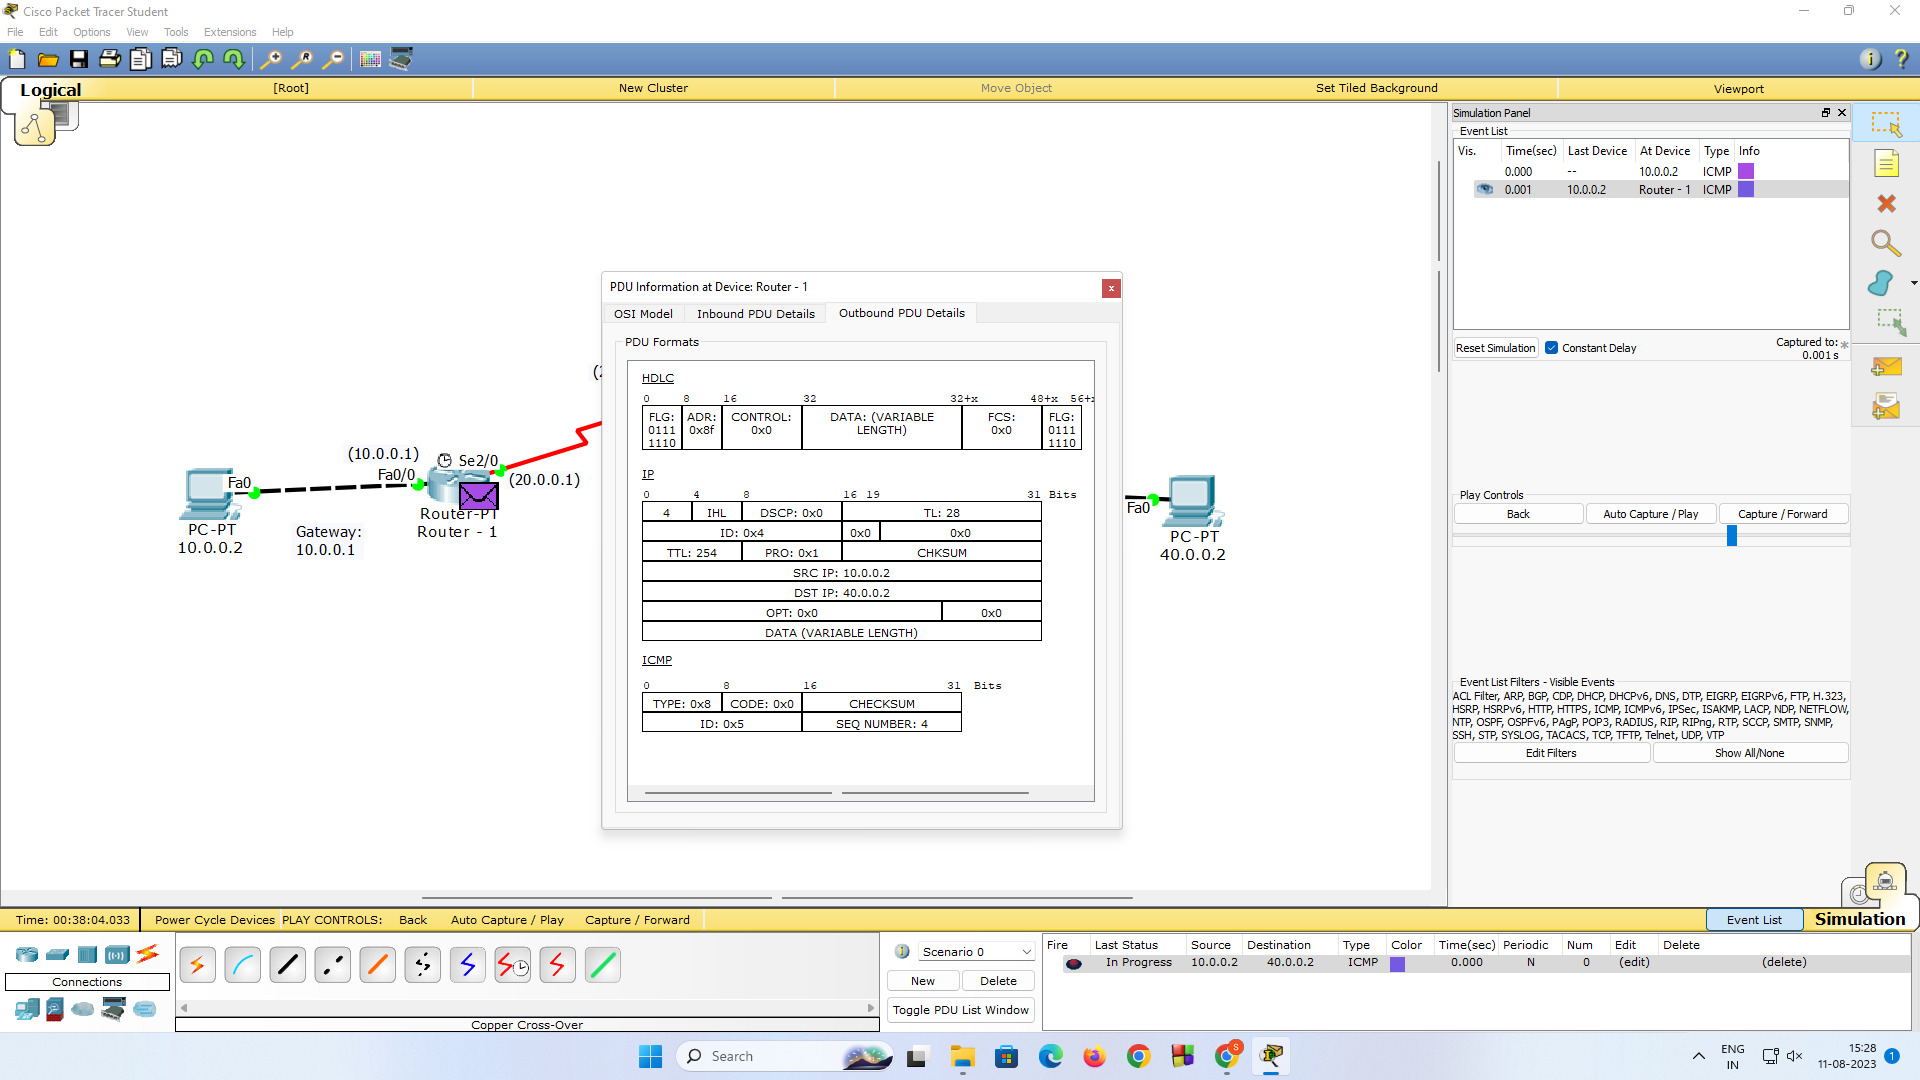 Cisco Packet Tracer Student
File Edit Options View Tools Extensions Help
Logical [Root] New Cluster Move Object Set Tiled Background Viewport
Simulation Panel
Event List
Vis. Time(sec) Last Device At Device Type Info
0.000 -- 10.0.0.2 ICMP
0.001 10.0.0.2 Router - 1 ICMP
Reset Simulation Constant Delay Captured to: *
0.001 s
Play Controls
Back Auto Capture / Play Capture / Forward
Event List Filters - Visible Events
ACL Filter, ARP, BGP, CDP, DHCP, DHCPv6, DNS, DTP, EIGRP, EIGRPv6, FTP, H.323,
HSRP, HSRPv6, HTTP, HTTPS, ICMP, ICMPv6, IPSec, ISAKMP, LACP, NDP, NETFLOW,
NTP, OSPF, OSPFv6, PAgP, POP3, RADIUS, RIP, RIPng, RTP, SCCP, SMTP, SNMP,
SSH, STP, SYSLOG, TACACS, TCP, TFTP, Telnet, UDP, VTP
Edit Filters Show All/None
PDU Information at Device: Router - 1
x
OSI Model Inbound PDU Details Outbound PDU Details
PDU Formats
HDLC
0 8 16 32 32+x 48+x 56+x
FLG: 0111 1110 ADR: 0x8f CONTROL: 0x0 DATA: (VARIABLE LENGTH) FCS: 0x0 FLG: 0111 1110
IP
0 4 8 16 19 31 Bits
4 IHL DSCP: 0x0 TL: 28
ID: 0x4 0x0 0x0
TTL: 254 PRO: 0x1 CHKSUM
SRC IP: 10.0.0.2
DST IP: 40.0.0.2
OPT: 0x0 0x0
DATA (VARIABLE LENGTH)
ICMP
0 8 16 31 Bits
TYPE: 0x8 CODE: 0x0 CHECKSUM
ID: 0x5 SEQ NUMBER: 4
(2
(10.0.0.1)
Se2/0
Fa0/0
(20.0.0.1)
Fa0
Router-PT
Router - 1
PC-PT
10.0.0.2
Gateway:
10.0.0.1
Fa0
PC-PT
40.0.0.2
Time: 00:38:04.033 Power Cycle Devices PLAY CONTROLS: Back Auto Capture / Play Capture / Forward Event List Simulation
Connections
Copper Cross-Over
Scenario 0
New Delete
Toggle PDU List Window
Fire Last Status Source Destination Type Color Time(sec) Periodic Num Edit Delete
In Progress 10.0.0.2 40.0.0.2 ICMP 0.000 N 0 (edit) (delete)
Search
S
ENG
IN
15:28
11-08-2023
1